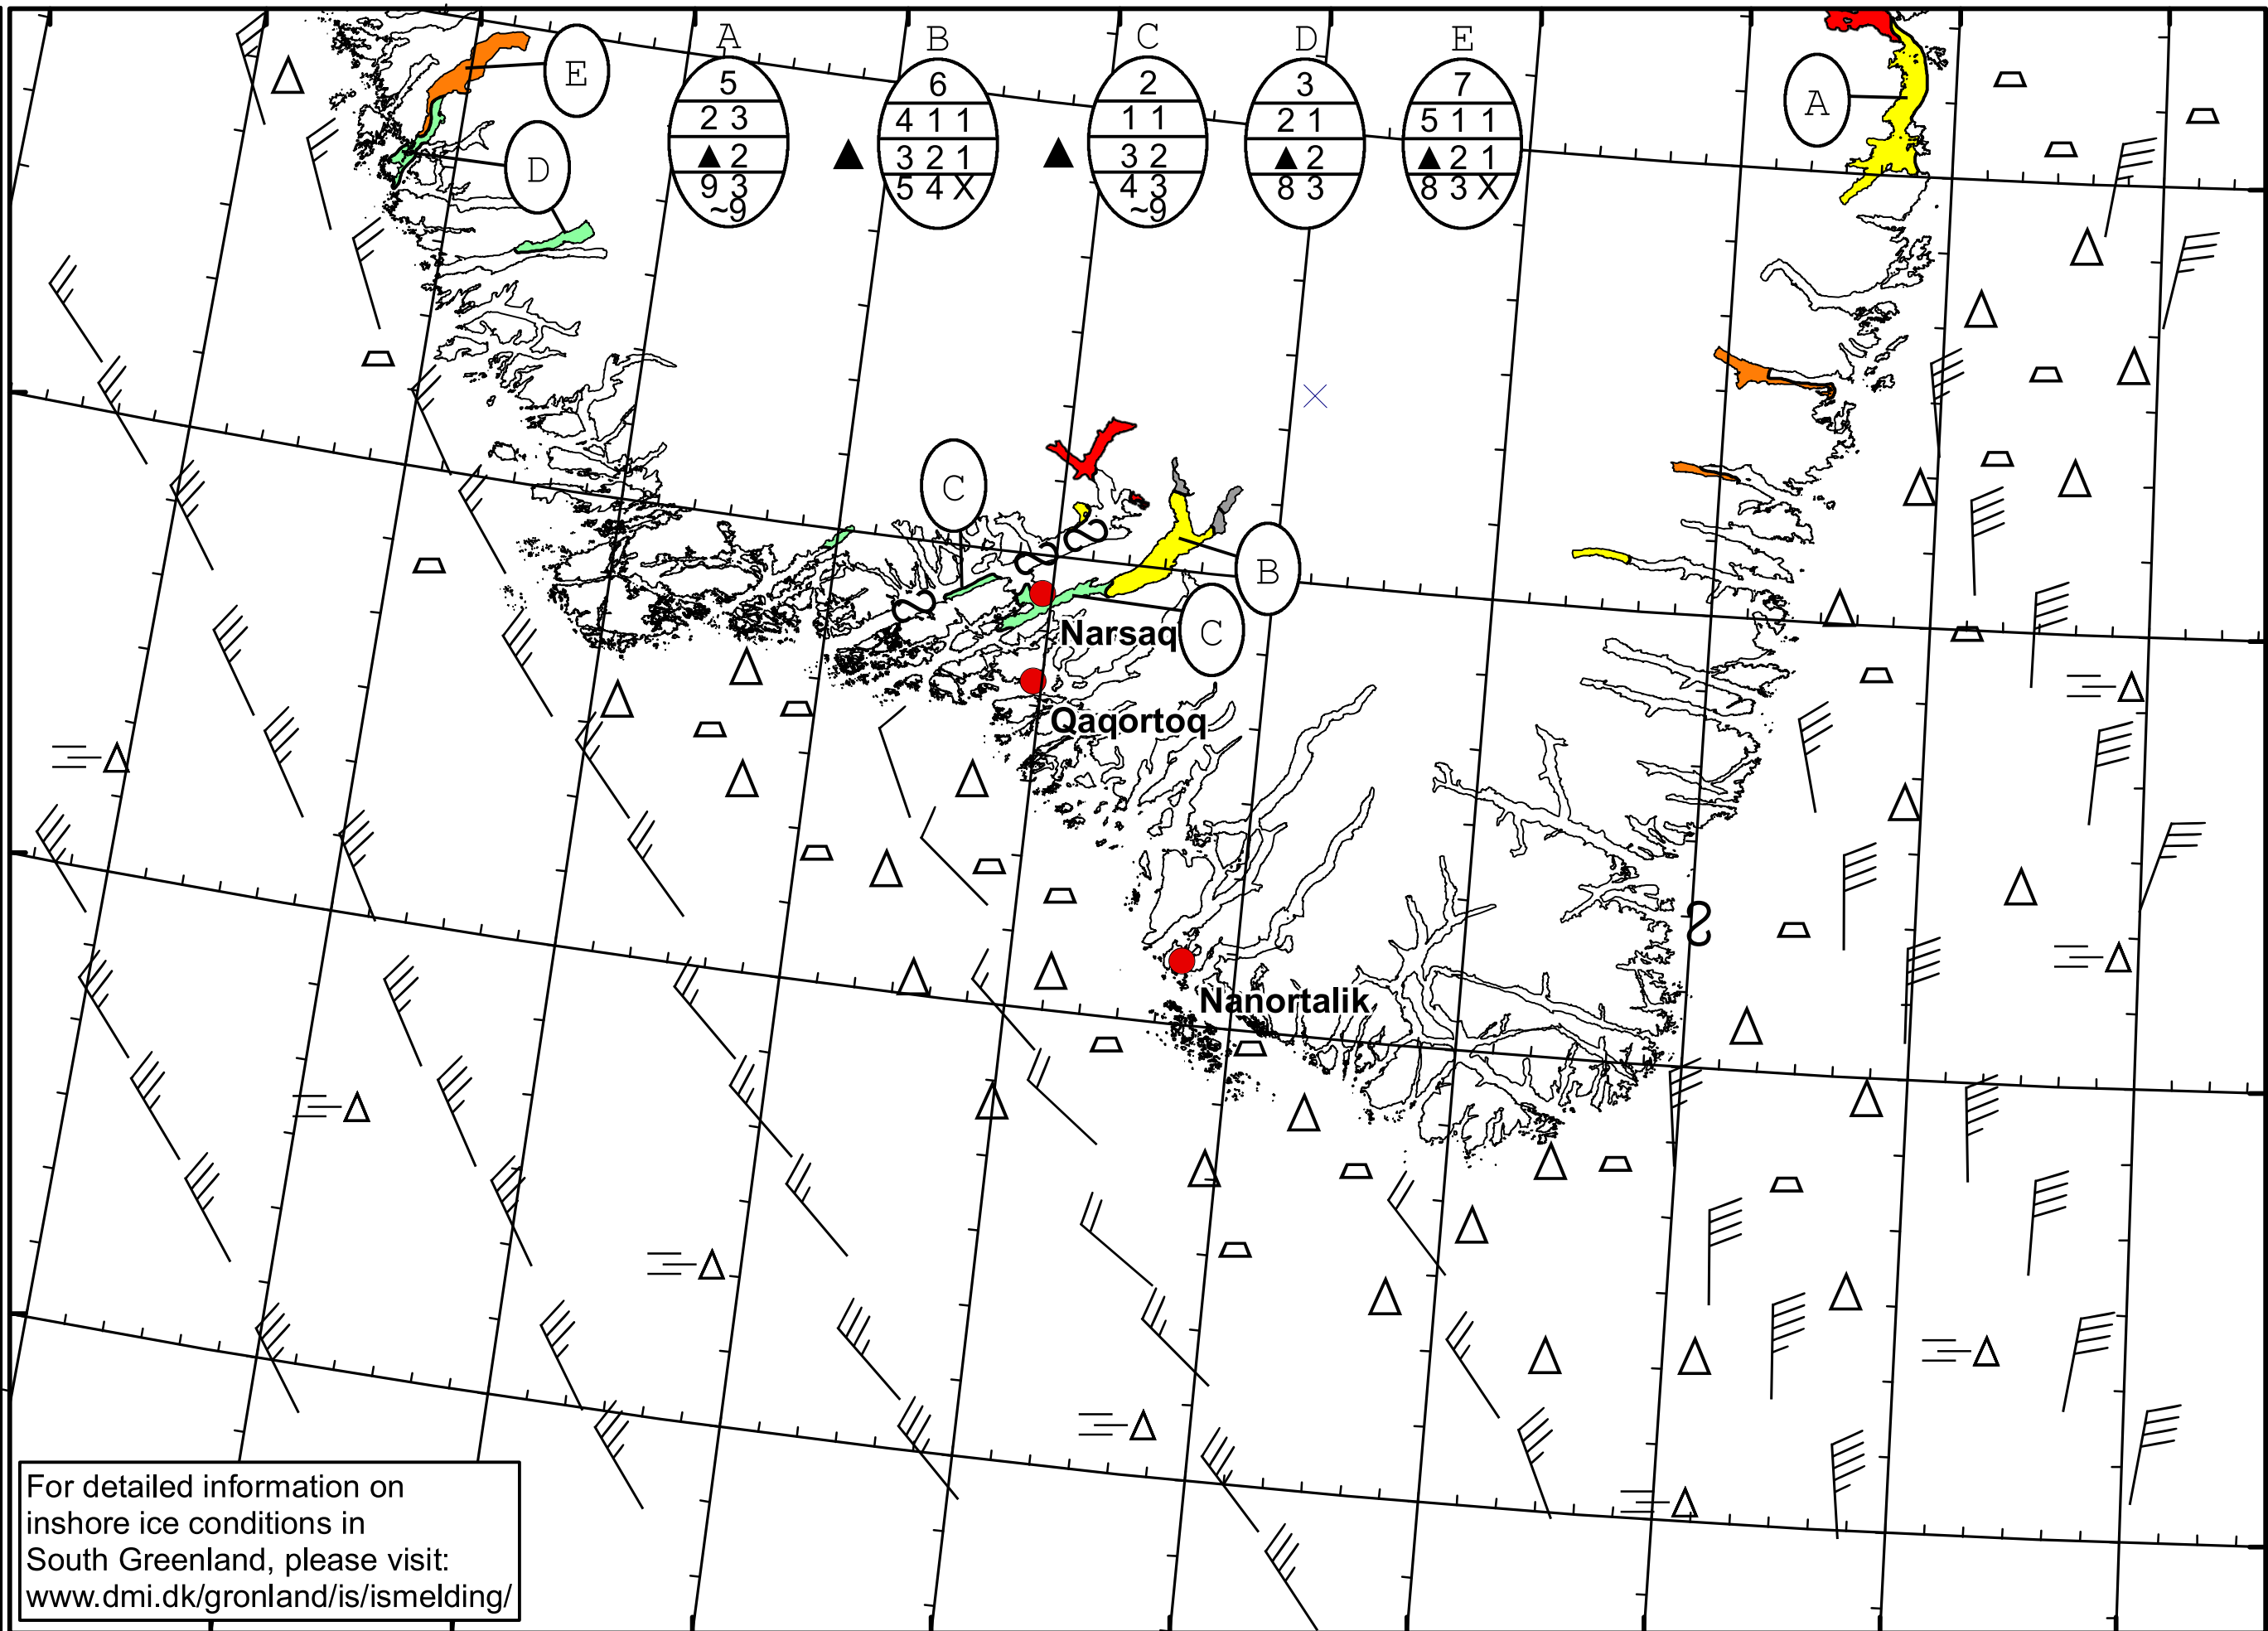 A B C D E
5 6 2 3 7
2 3 4 1 1 1 1 2 1 5 1 1
▲ 2 ▲ 3 2 1 ▲ 3 2 ▲ 2 ▲ 2 1
9 3 5 4 X 4 3 8 3 8 3 X
~9 ~9
E
A
D
C
B
Narsaq
C
Qaqortoq
Nanortalik
For detailed information on
inshore ice conditions in
South Greenland, please visit:
www.dmi.dk/gronland/is/ismelding/